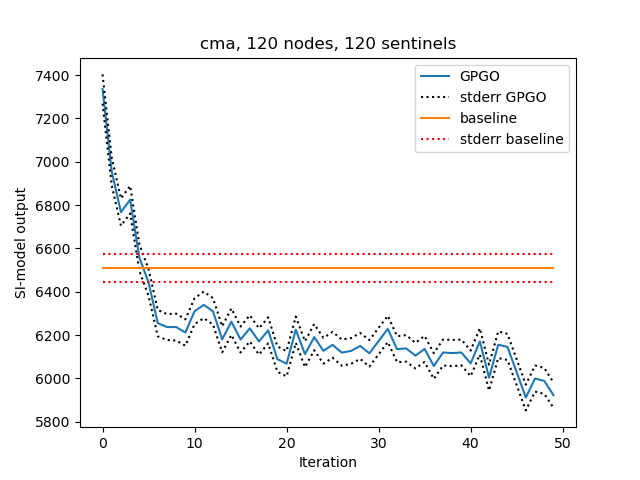 cma, 120 nodes, 120 sentinels
GPGO
stderr GPGO
baseline
stderr baseline
SI-model output
7400
7200
7000
6800
6600
6400
6200
6000
5800
0 10 20 30 40 50
Iteration